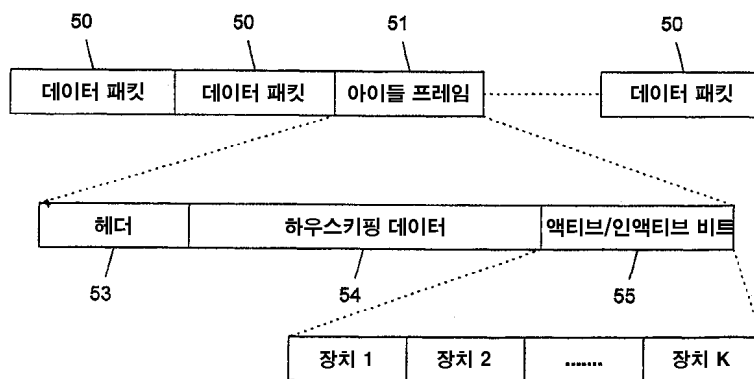 50 50 51 50
데이터 패킷 데이터 패킷 아이들 프레임 데이터 패킷
헤더 하우스키핑 데이터 액티브/인액티브 비트
53 54 55
장치 1 장치 2 ....... 장치 K